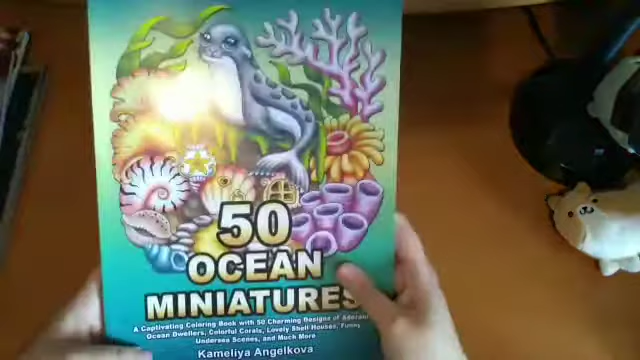 50
OCEAN
MINIATURES
A Captivating Coloring Book with 50 Charming Designs of Adorable
Ocean Dwellers, Colorful Corals, Lovely Shell Houses, Funny
Undersea Scenes, and Much More
Kameliya Angelkova